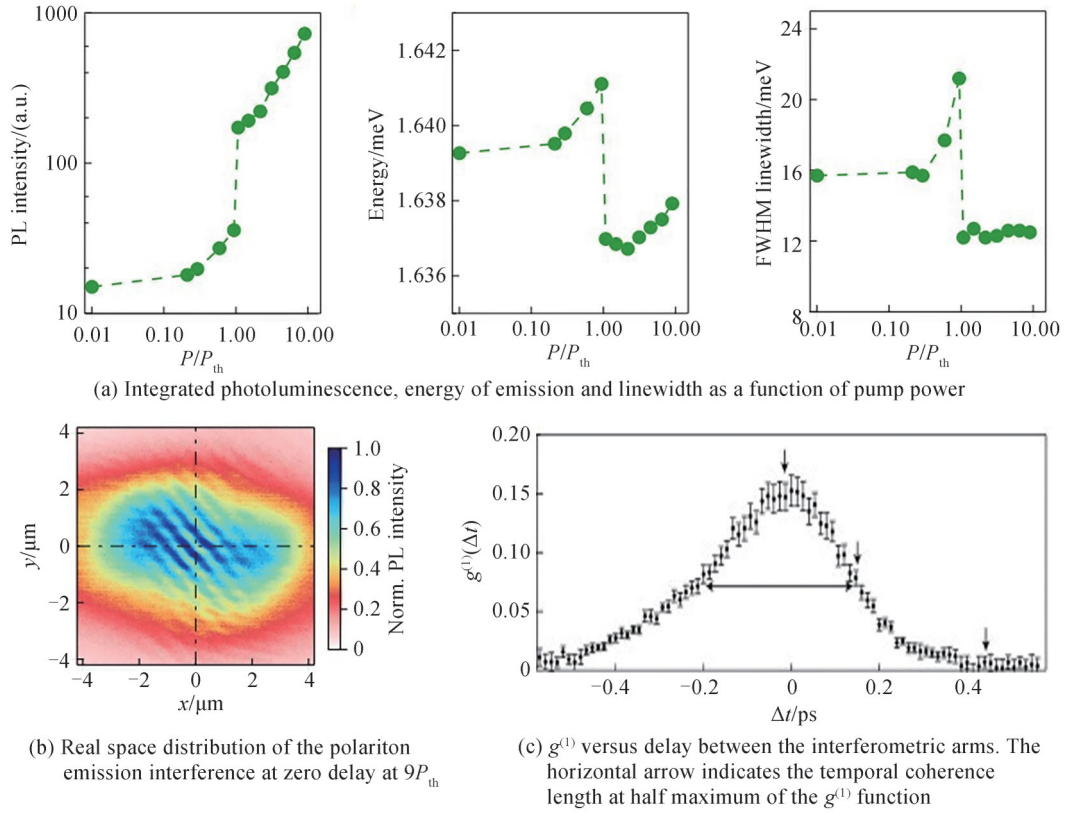 1000
100
10
PL intensity/(a.u.)
0.01 0.10 1.00 10.00
P/Pth
1.642
1.640
1.638
1.636
Energy/meV
0.01 0.10 1.00 10.00
P/Pth
24
20
16
12
8
FWHM linewidth/meV
0.01 0.10 1.00 10.00
P/Pth
(a) Integrated photoluminescence, energy of emission and linewidth as a function of pump power
4
2
0
−2
−4
y/μm
−4 −2 0 2 4
x/μm
1.0
0.8
0.6
0.4
0.2
0
Norm. PL intensity
(b) Real space distribution of the polariton
emission interference at zero delay at 9Pth
0.20
0.15
0.10
0.05
0
g(1)(Δt)
−0.4 −0.2 0 0.2 0.4
Δt/ps
(c) g(1) versus delay between the interferometric arms. The
horizontal arrow indicates the temporal coherence
length at half maximum of the g(1) function